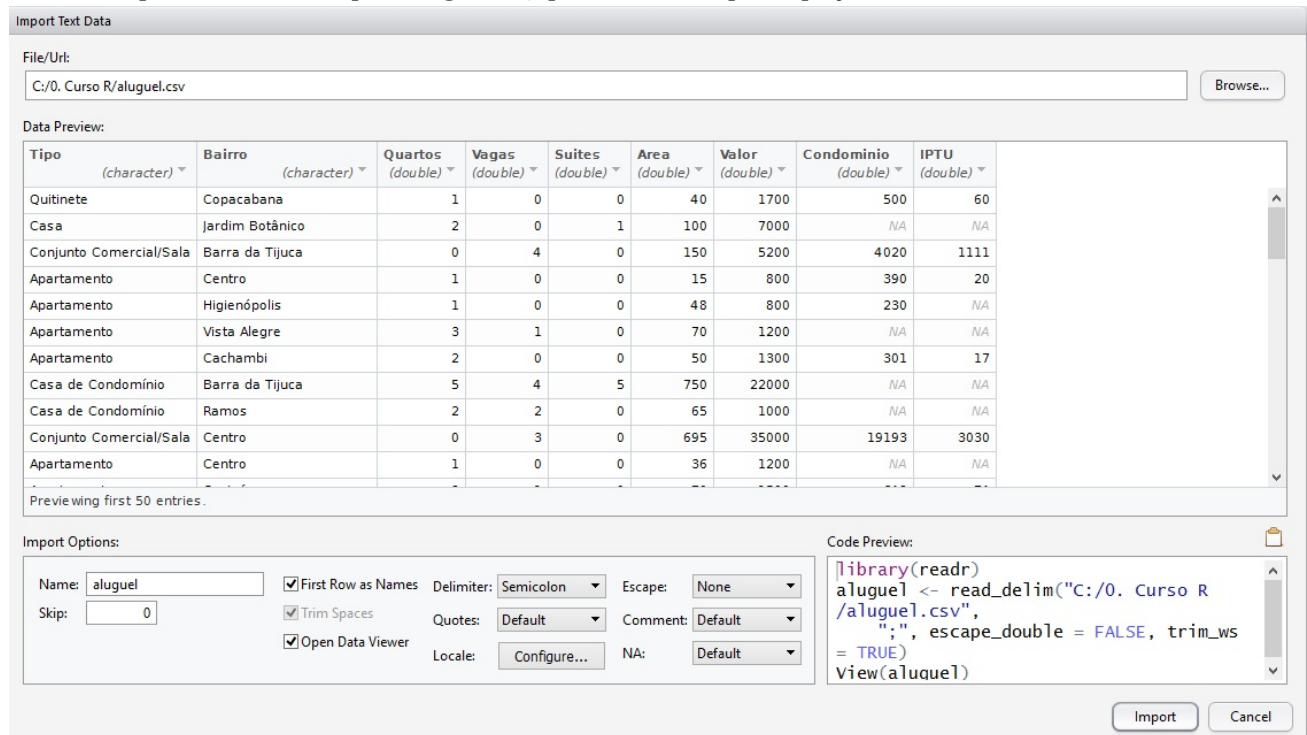 Import Text Data
File/Url:
C:/0. Curso R/aluguel.csv Browse...
Data Preview:
Tipo Bairro Quartos Vagas Suites Area Valor Condominio IPTU
(character) (character) (double) (double) (double) (double) (double) (double) (double)
Quitinete Copacabana 1 0 0 40 1700 500 60
Casa Jardim Botânico 2 0 1 100 7000 NA NA
Conjunto Comercial/Sala Barra da Tijuca 0 4 0 150 5200 4020 1111
Apartamento Centro 1 0 0 15 800 390 20
Apartamento Higienópolis 1 0 0 48 800 230 NA
Apartamento Vista Alegre 3 1 0 70 1200 NA NA
Apartamento Cachambi 2 0 0 50 1300 301 17
Casa de Condomínio Barra da Tijuca 5 4 5 750 22000 NA NA
Casa de Condomínio Ramos 2 2 0 65 1000 NA NA
Conjunto Comercial/Sala Centro 0 3 0 695 35000 19193 3030
Apartamento Centro 1 0 0 36 1200 NA NA
Previewing first 50 entries.
Import Options:
Name: aluguel
Skip: 0
First Row as Names
Trim Spaces
Open Data Viewer
Delimiter: Semicolon
Quotes: Default
Locale: Configure...
Escape: None
Comment: Default
NA: Default
Code Preview:
library(readr)
aluguel <- read_delim("C:/0. Curso R
/aluguel.csv",
";", escape_double = FALSE, trim_ws
= TRUE)
View(aluguel)
Import Cancel